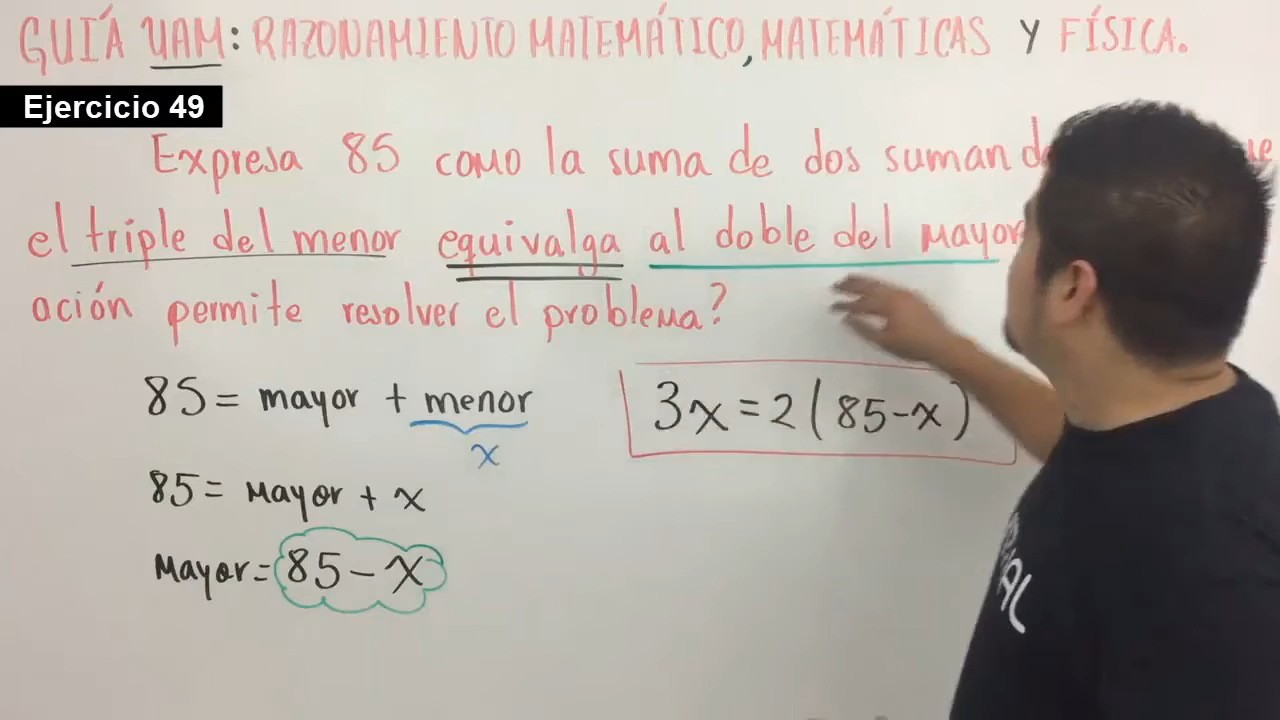 GUÍA UAM: RAZONAMIENTO MATEMÁTICO, MATEMÁTICAS Y FÍSICA.
Ejercicio 49
Expresa 85 como la suma de dos
el triple del menor equivalga al doble del mayor
ación permite resolver el problema?
85 = mayor + menor
x
85 = Mayor + x
Mayor = 85 - x
3x = 2(85-x)